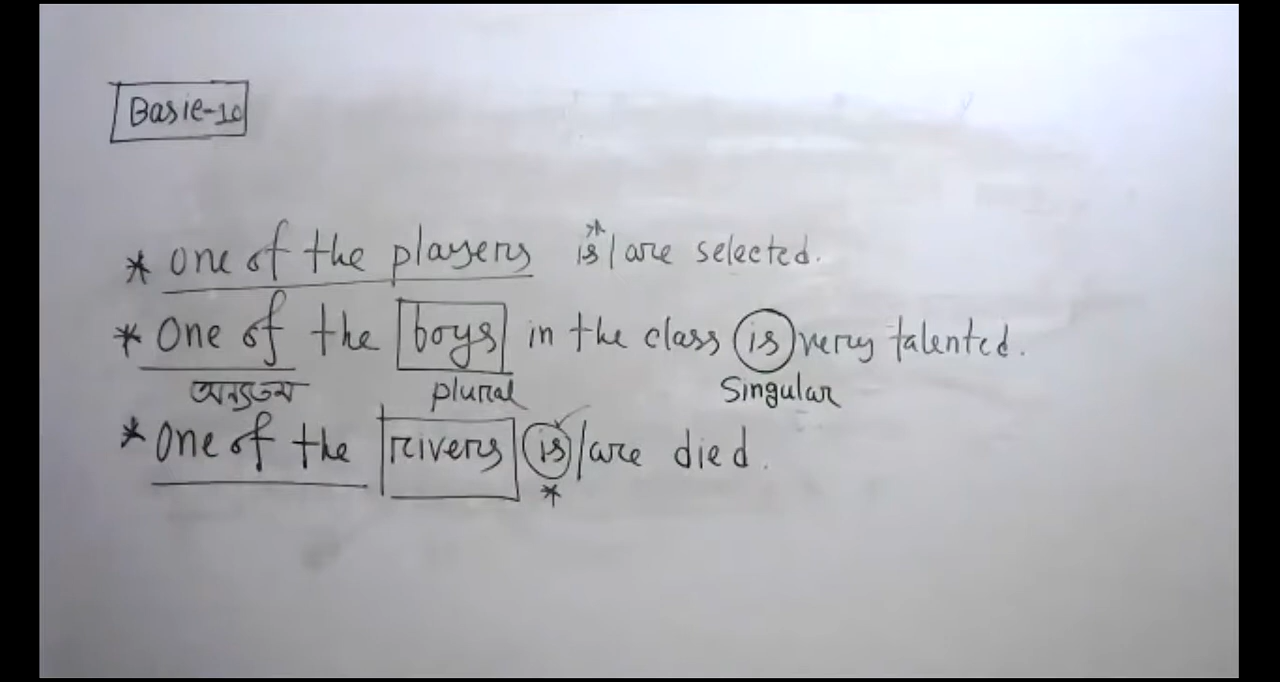 Basic-10
* One of the players is/are selected.
* One of the boys in the class is very talented.
অন্যতম plural Singular
* One of the rivers is/are died.
*